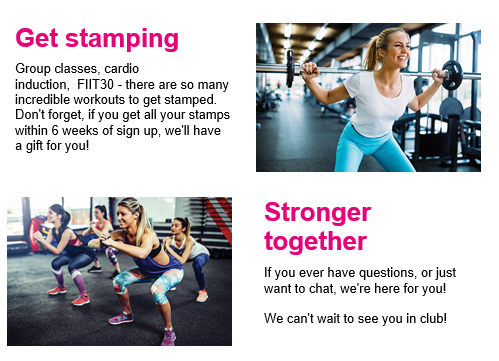 Get stamping
Group classes, cardio
induction,  FIIT30 - there are so many
incredible workouts to get stamped.
Don't forget, if you get all your stamps
within 6 weeks of sign up, we'll have
a gift for you!
Stronger
together
If you ever have questions, or just
want to chat, we're here for you!
We can't wait to see you in club!